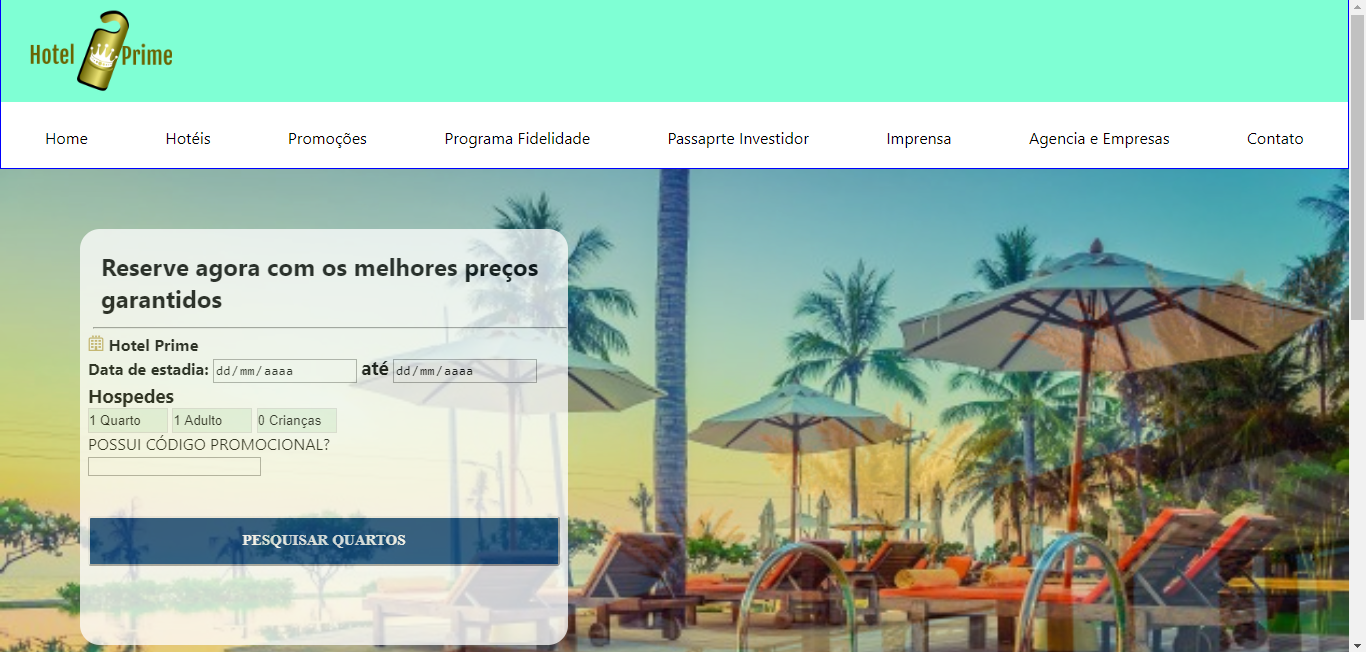 Hotel Prime
Home Hotéis Promoções Programa Fidelidade Passaprte Investidor Imprensa Agencia e Empresas Contato
Reserve agora com os melhores preços
garantidos
Hotel Prime
Data de estadia: dd/mm/aaaa até dd/mm/aaaa
Hospedes
1 Quarto 1 Adulto 0 Crianças
POSSUI CÓDIGO PROMOCIONAL?
PESQUISAR QUARTOS